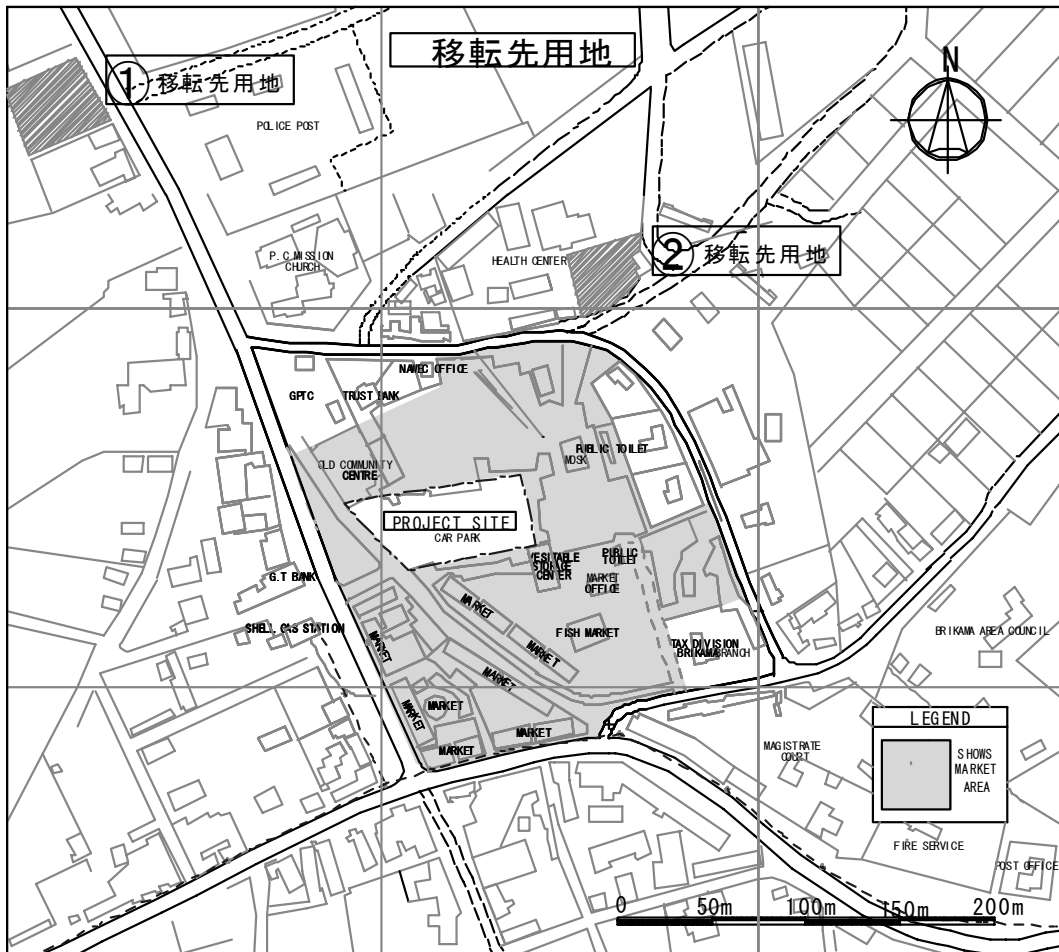 移転先用地
① 移転先用地
POLICE POST
N
P.C.MISSION
CHURCH
HEALTH CENTER
② 移転先用地
NAWEC OFFICE
GPTC
TRUST BANK
PUBLIC TOILET
MOSK
OLD COMMUNITY
CENTRE
PROJECT SITE
CAR PARK
VESITABLE
STORAGE
CENTER
PUBLIC
TOILET
MARKET
OFFICE
G.T BANK
MARKET
SHELL GAS STATION
FISH MARKET
MARKET
MARKET
TAX DIVISION
BRIKAMA BRANCH
BRIKAMA AREA COUNCIL
MARKET
MARKET
MARKET
MARKET
MARKET
MAGISTRATE
COURT
LEGEND
SHOWS
MARKET
AREA
FIRE SERVICE
POST OFFICE
0 50m 100m 150m 200m